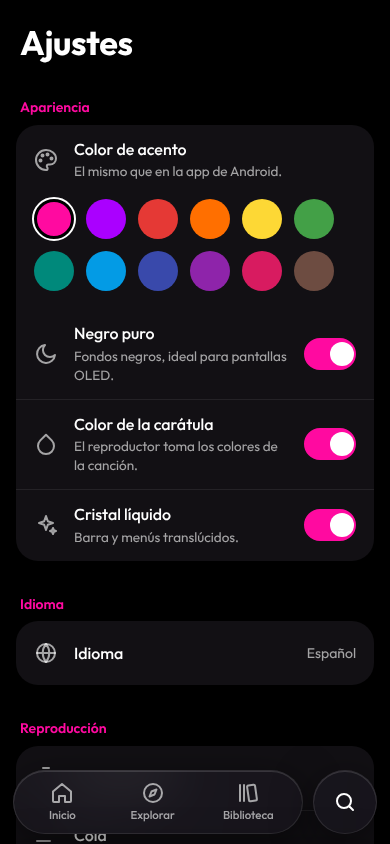 Ajustes
Apariencia
Color de acento
El mismo que en la app de Android.
Negro puro
Fondos negros, ideal para pantallas
OLED.
Color de la carátula
El reproductor toma los colores de
la canción.
Cristal líquido
Barra y menús translúcidos.
Idioma
Idioma
Español
Reproducción
Inicio
Explorar
Biblioteca
Cola